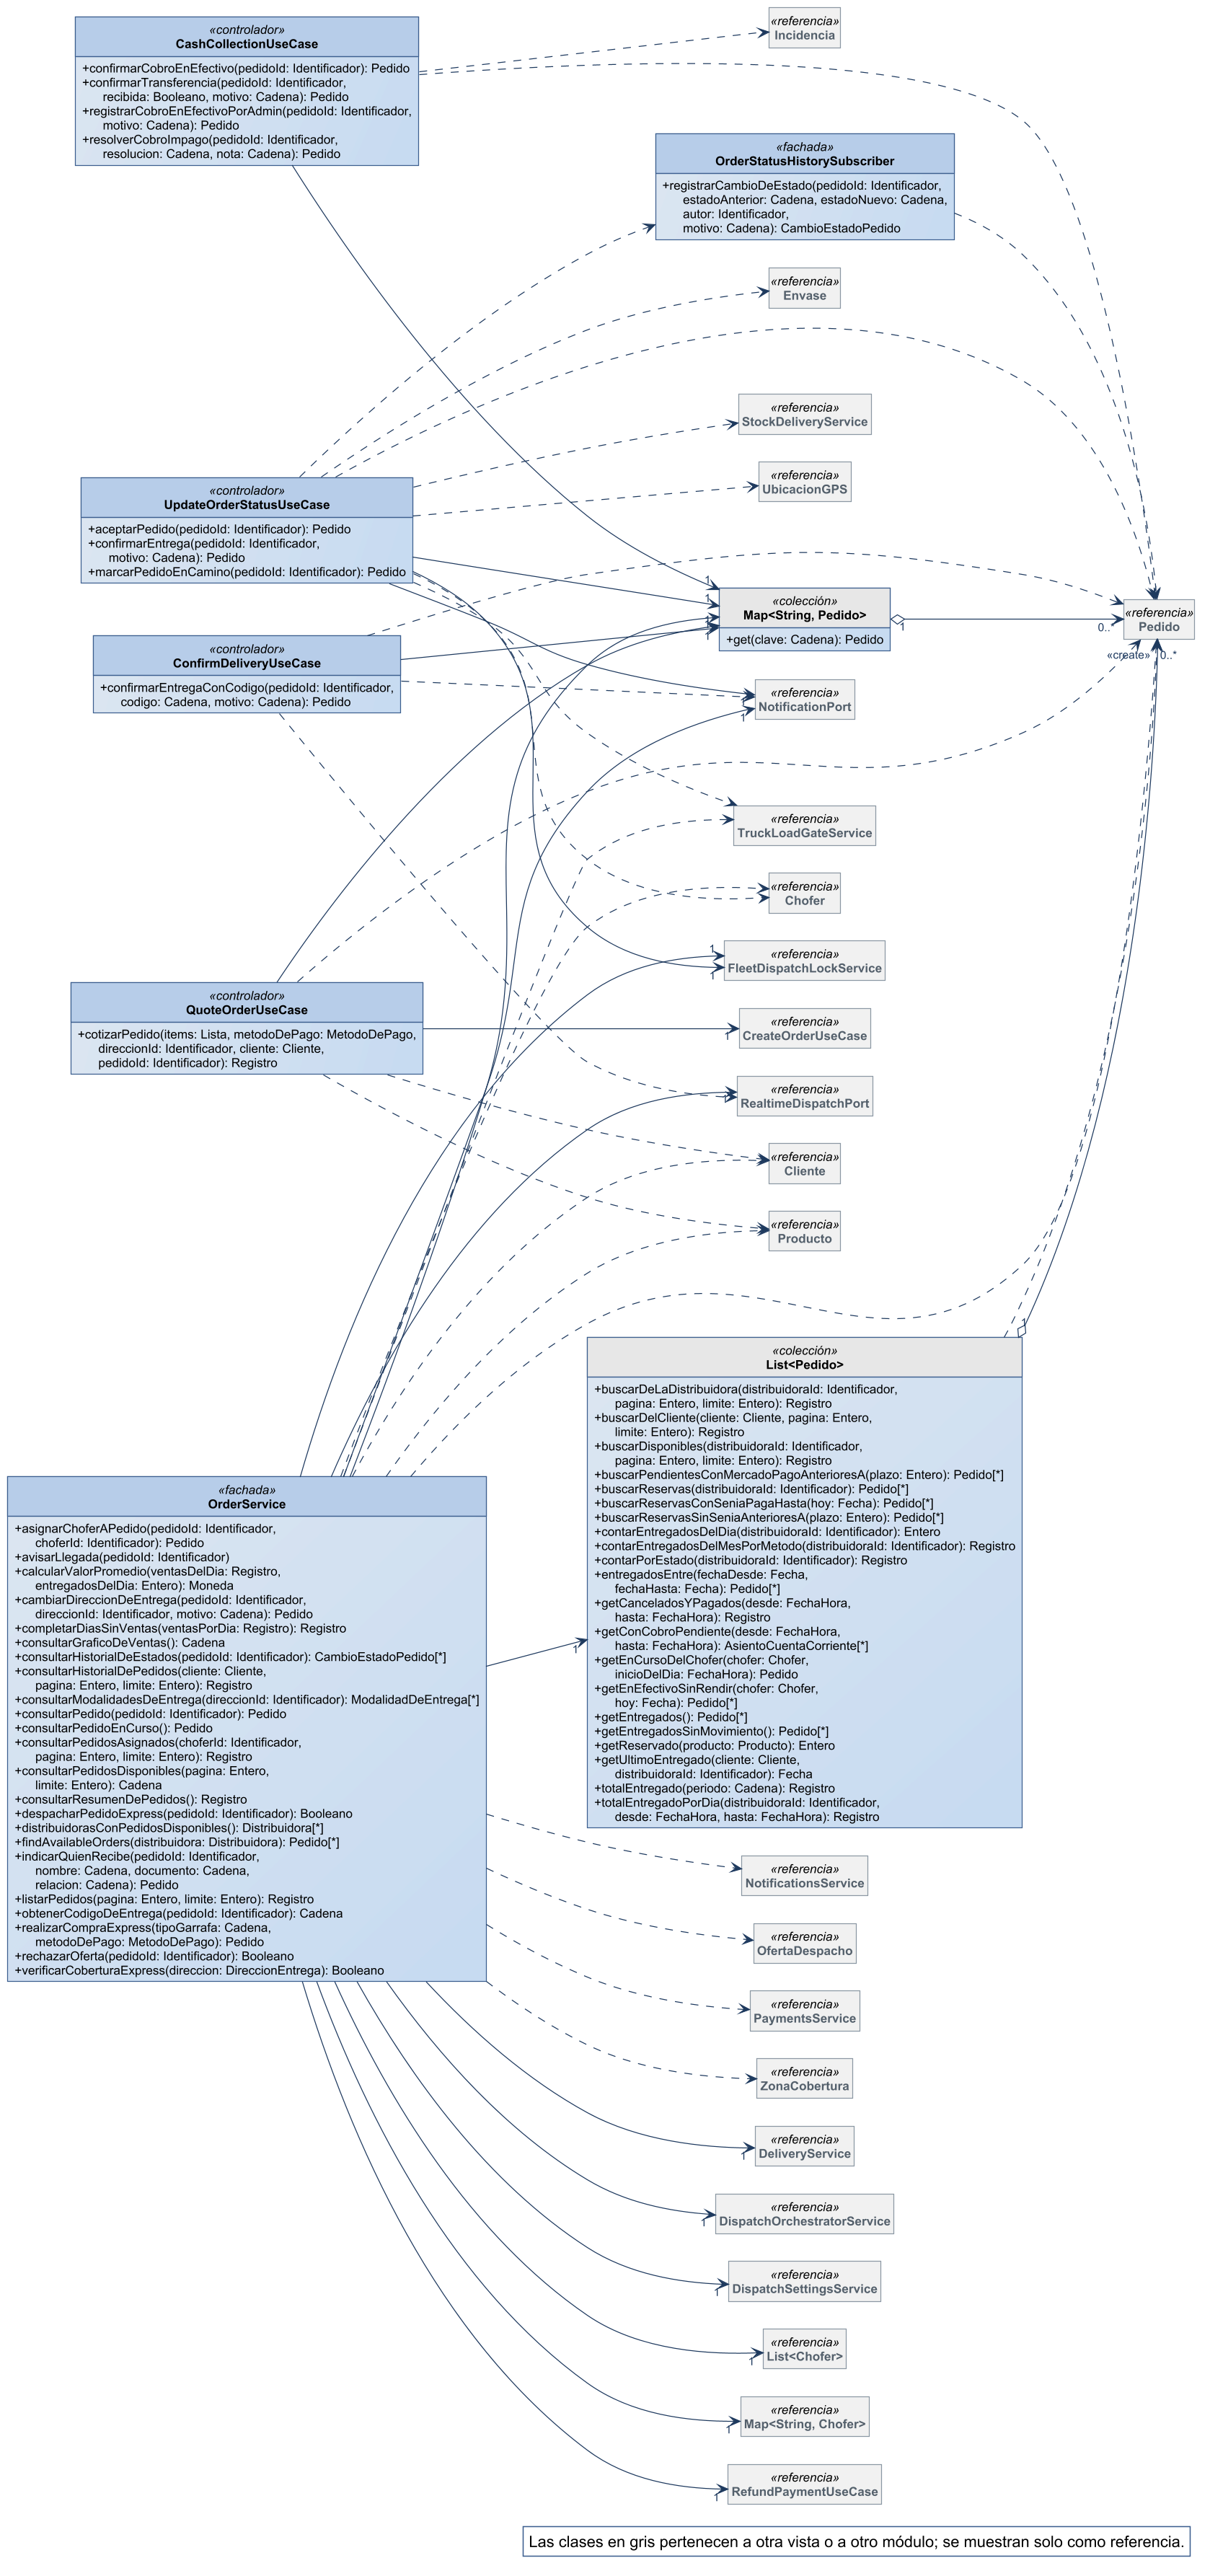 «controlador»
CashCollectionUseCase
+confirmarCobroEnEfectivo(pedidoId: Identificador): Pedido
+confirmarTransferencia(pedidoId: Identificador,
recibida: Booleano, motivo: Cadena): Pedido
+registrarCobroEnEfectivoPorAdmin(pedidoId: Identificador,
motivo: Cadena): Pedido
+resolverCobroImpago(pedidoId: Identificador,
resolucion: Cadena, nota: Cadena): Pedido
«referencia»
Incidencia
«fachada»
OrderStatusHistorySubscriber
+registrarCambioDeEstado(pedidoId: Identificador,
estadoAnterior: Cadena, estadoNuevo: Cadena,
autor: Identificador,
motivo: Cadena): CambioEstadoPedido
«referencia»
Envase
«referencia»
StockDeliveryService
«referencia»
UbicacionGPS
«controlador»
UpdateOrderStatusUseCase
+aceptarPedido(pedidoId: Identificador): Pedido
+confirmarEntrega(pedidoId: Identificador,
motivo: Cadena): Pedido
+marcarPedidoEnCamino(pedidoId: Identificador): Pedido
1
1
1
1
«colección»
Map<String, Pedido>
+get(clave: Cadena): Pedido
1
0..*
«referencia»
Pedido
«create»
0..*
«controlador»
ConfirmDeliveryUseCase
+confirmarEntregaConCodigo(pedidoId: Identificador,
codigo: Cadena, motivo: Cadena): Pedido
«referencia»
NotificationPort
1
«referencia»
TruckLoadGateService
«referencia»
Chofer
1
«referencia»
FleetDispatchLockService
1
«controlador»
QuoteOrderUseCase
+cotizarPedido(items: Lista, metodoDePago: MetodoDePago,
direccionId: Identificador, cliente: Cliente,
pedidoId: Identificador): Registro
«referencia»
CreateOrderUseCase
1
«referencia»
RealtimeDispatchPort
1
«referencia»
Cliente
«referencia»
Producto
1
«colección»
List<Pedido>
+buscarDeLaDistribuidora(distribuidoraId: Identificador,
pagina: Entero, limite: Entero): Registro
+buscarDelCliente(cliente: Cliente, pagina: Entero,
limite: Entero): Registro
+buscarDisponibles(distribuidoraId: Identificador,
pagina: Entero, limite: Entero): Registro
+buscarPendientesConMercadoPagoAnterioresA(plazo: Entero): Pedido[*]
+buscarReservas(distribuidoraId: Identificador): Pedido[*]
+buscarReservasConSeniaPagaHasta(hoy: Fecha): Pedido[*]
+buscarReservasSinSeniaAnterioresA(plazo: Entero): Pedido[*]
+contarEntregadosDelDia(distribuidoraId: Identificador): Entero
+contarEntregadosDelMesPorMetodo(distribuidoraId: Identificador): Registro
+contarPorEstado(distribuidoraId: Identificador): Registro
+entregadosEntre(fechaDesde: Fecha,
fechaHasta: Fecha): Pedido[*]
+getCanceladosYPagados(desde: FechaHora,
hasta: FechaHora): Registro
+getConCobroPendiente(desde: FechaHora,
hasta: FechaHora): AsientoCuentaCorriente[*]
+getEnCursoDelChofer(chofer: Chofer,
inicioDelDia: FechaHora): Pedido
+getEnEfectivoSinRendir(chofer: Chofer,
hoy: Fecha): Pedido[*]
+getEntregados(): Pedido[*]
+getEntregadosSinMovimiento(): Pedido[*]
+getReservado(producto: Producto): Entero
+getUltimoEntregado(cliente: Cliente,
distribuidoraId: Identificador): Fecha
+totalEntregado(periodo: Cadena): Registro
+totalEntregadoPorDia(distribuidoraId: Identificador,
desde: FechaHora, hasta: FechaHora): Registro
1
«fachada»
OrderService
+asignarChoferAPedido(pedidoId: Identificador,
choferId: Identificador): Pedido
+avisarLlegada(pedidoId: Identificador)
+calcularValorPromedio(ventasDelDia: Registro,
entregadosDelDia: Entero): Moneda
+cambiarDireccionDeEntrega(pedidoId: Identificador,
direccionId: Identificador, motivo: Cadena): Pedido
+completarDiasSinVentas(ventasPorDia: Registro): Registro
+consultarGraficoDeVentas(): Cadena
+consultarHistorialDeEstados(pedidoId: Identificador): CambioEstadoPedido[*]
+consultarHistorialDePedidos(cliente: Cliente,
pagina: Entero, limite: Entero): Registro
+consultarModalidadesDeEntrega(direccionId: Identificador): ModalidadDeEntrega[*]
+consultarPedido(pedidoId: Identificador): Pedido
+consultarPedidoEnCurso(): Pedido
+consultarPedidosAsignados(choferId: Identificador,
pagina: Entero, limite: Entero): Registro
+consultarPedidosDisponibles(pagina: Entero,
limite: Entero): Cadena
+consultarResumenDePedidos(): Registro
+despacharPedidoExpress(pedidoId: Identificador): Booleano
+distribuidorasConPedidosDisponibles(): Distribuidora[*]
+findAvailableOrders(distribuidora: Distribuidora): Pedido[*]
+indicarQuienRecibe(pedidoId: Identificador,
nombre: Cadena, documento: Cadena,
relacion: Cadena): Pedido
+listarPedidos(pagina: Entero, limite: Entero): Registro
+obtenerCodigoDeEntrega(pedidoId: Identificador): Cadena
+realizarCompraExpress(tipoGarrafa: Cadena,
metodoDePago: MetodoDePago): Pedido
+rechazarOferta(pedidoId: Identificador): Booleano
+verificarCoberturaExpress(direccion: DireccionEntrega): Booleano
«referencia»
NotificationsService
«referencia»
OfertaDespacho
«referencia»
PaymentsService
«referencia»
ZonaCobertura
«referencia»
DeliveryService
1
«referencia»
DispatchOrchestratorService
1
«referencia»
DispatchSettingsService
1
«referencia»
List<Chofer>
1
«referencia»
Map<String, Chofer>
1
«referencia»
RefundPaymentUseCase
1
Las clases en gris pertenecen a otra vista o a otro módulo; se muestran solo como referencia.